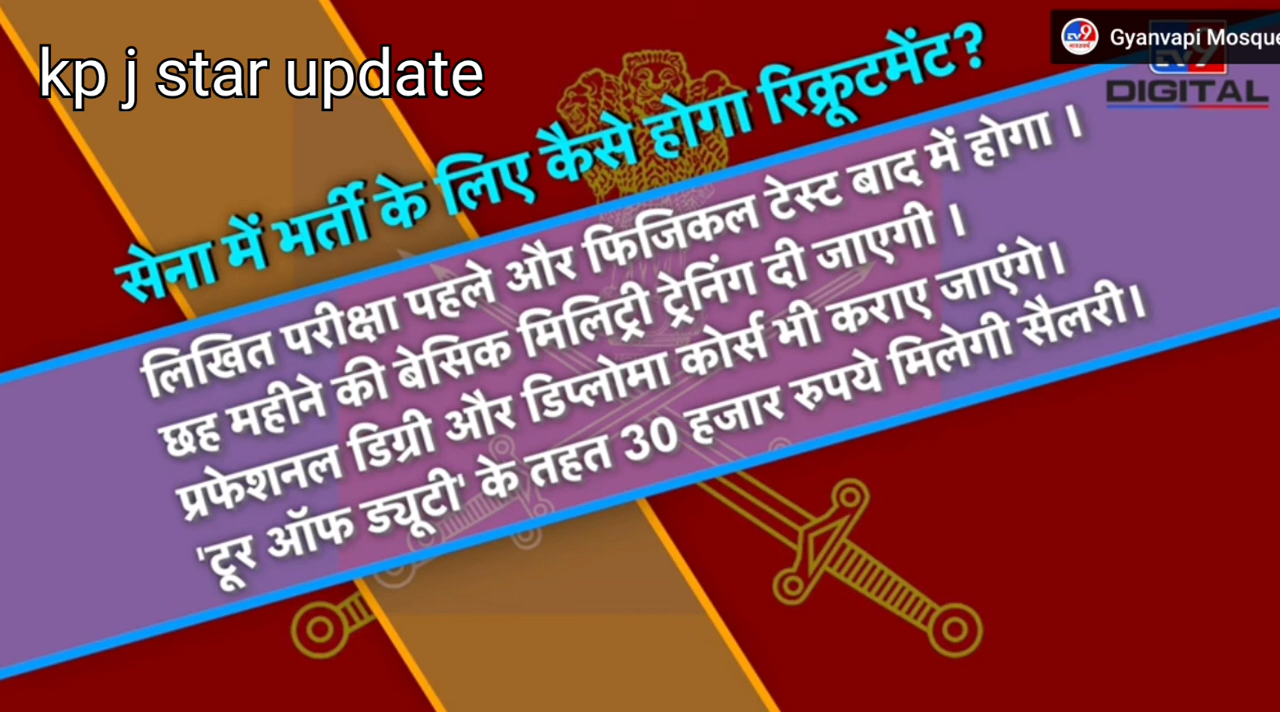 kp j star update
Gyanvapi Mosque
TV9
DIGITAL
सेना में भर्ती के लिए कैसे होगा रिक्रूटमेंट?
लिखित परीक्षा पहले और फिजिकल टेस्ट बाद में होगा ।
छह महीने की बेसिक मिलिट्री ट्रेनिंग दी जाएगी ।
प्रफेशनल डिग्री और डिप्लोमा कोर्स भी कराए जाएंगे।
'टूर ऑफ ड्यूटी' के तहत 30 हजार रुपये मिलेगी सैलरी।